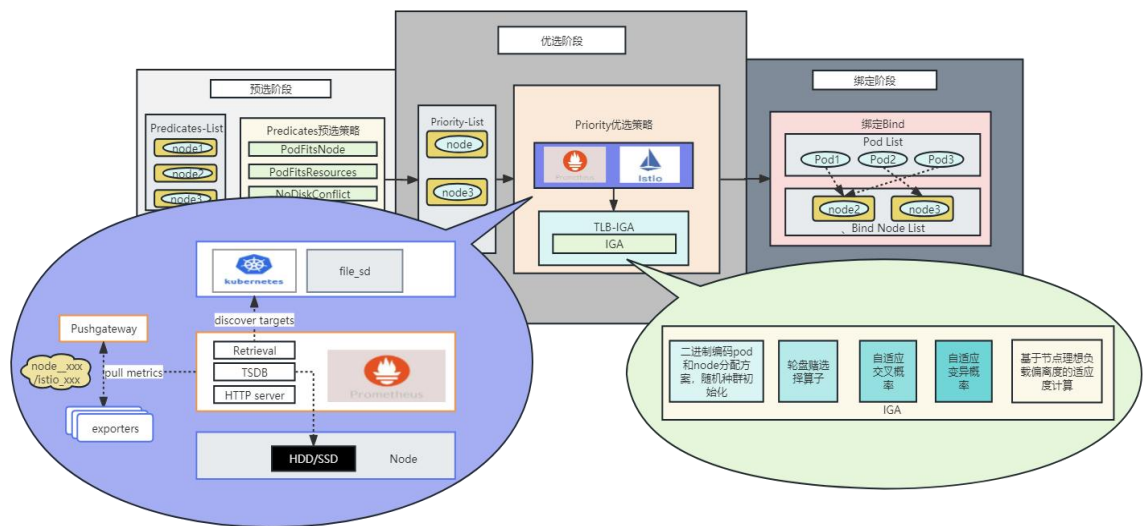 优选阶段
预选阶段
绑定阶段
Predicates-List
node1
node2
node3
Predicates预选策略
PodFitsNode
PodFitsResources
NoDiskConflict
Priority-List
node
node3
Priority优选策略
Istio
TLB-IGA
IGA
绑定Bind
Pod List
Pod1
Pod2
Pod3
node2
node3
、Bind Node List
kubernetes
file_sd
discover targets
Pushgateway
node__xxx
/istio_xxx
pull metrics
exporters
Retrieval
TSDB
HTTP server
Prometheus
HDD/SSD
Node
二进制编码pod
和node分配方
案，随机种群初
始化
轮盘赌选
择算子
自适应
交叉概
率
自适应
变异概
率
基于节点理想负
载偏离度的适应
度计算
IGA